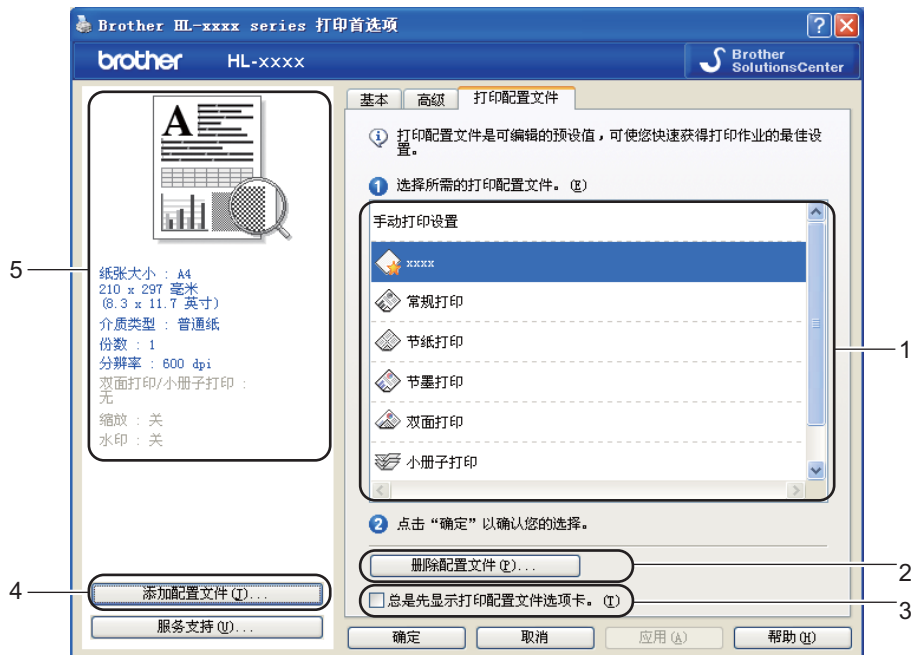 Brother HL-xxxx series 打印首选项
brother HL-xxxx
Brother
SolutionsCenter
A
5
纸张大小 : A4
210 x 297 毫米
(8.3 x 11.7 英寸)
介质类型 : 普通纸
份数 : 1
分辨率 : 600 dpi
双面打印/小册子打印 :
无
缩放 : 关
水印 : 关
4
添加配置文件(T)...
服务支持(U)...
基本 高级 打印配置文件
打印配置文件是可编辑的预设值，可使您快速获得打印作业的最佳设
置。
1 选择所需的打印配置文件。 (E)
手动打印设置
xxxx
常规打印
节纸打印
节墨打印
双面打印
小册子打印
1
2 点击“确定”以确认您的选择。
删除配置文件(P)...
2
总是先显示打印配置文件选项卡。 (T)
3
确定 取消 应用(A) 帮助(H)